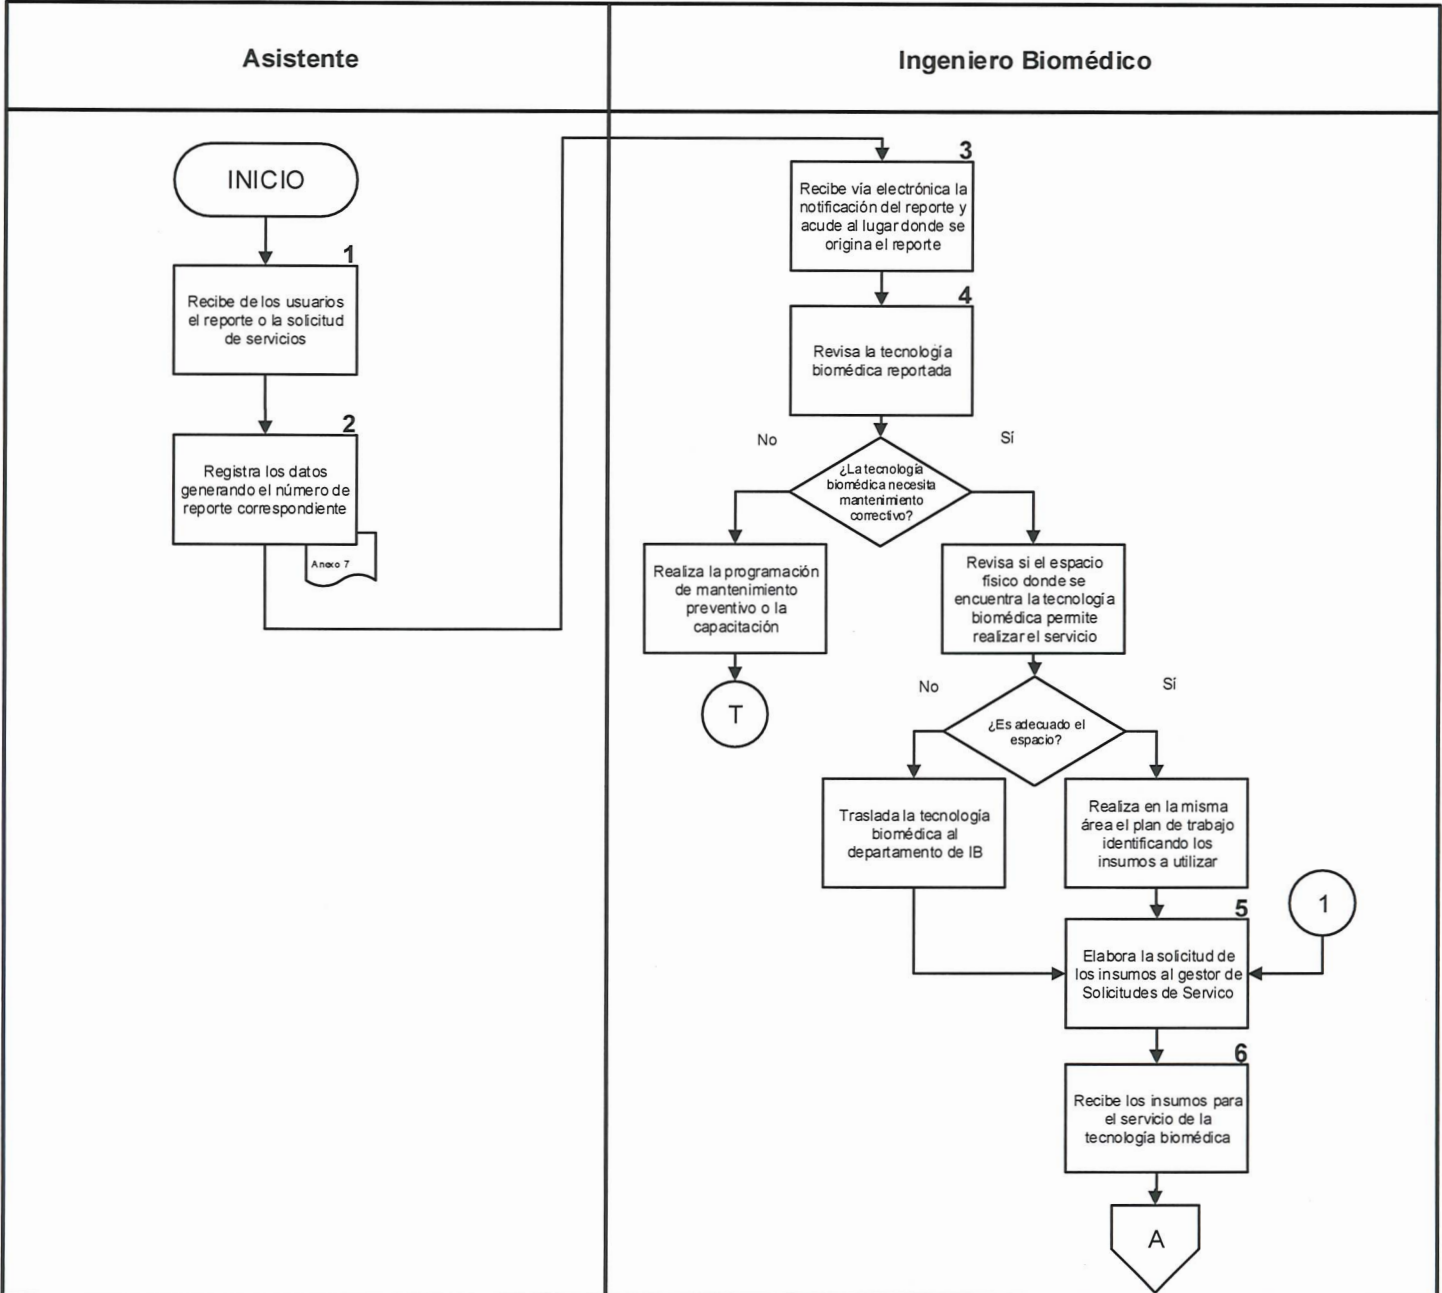 Asistente
Ingeniero Biomédico
INICIO
1
Recibe de los usuarios
el reporte o la solicitud
de servicios
2
Registra los datos
generando el número de
reporte correspondiente
Anexo 7
3
Recibe vía electrónica la
notificación del reporte y
acude al lugar donde se
origina el reporte
4
Revisa la tecnología
biomédica reportada
No
Sí
¿La tecnología
biomédica necesita
mantenimiento
correctivo?
Realiza la programación
de mantenimiento
preventivo o la
capacitación
T
Revisa si el espacio
físico donde se
encuentra la tecnología
biomédica permite
realizar el servicio
No
Sí
¿Es adecuado el
espacio?
Traslada la tecnología
biomédica al
departamento de IB
Realiza en la misma
área el plan de trabajo
identificando los
insumos a utilizar
1
5
Elabora la solicitud de
los insumos al gestor de
Solicitudes de Servico
6
Recibe los insumos para
el servicio de la
tecnología biomédica
A